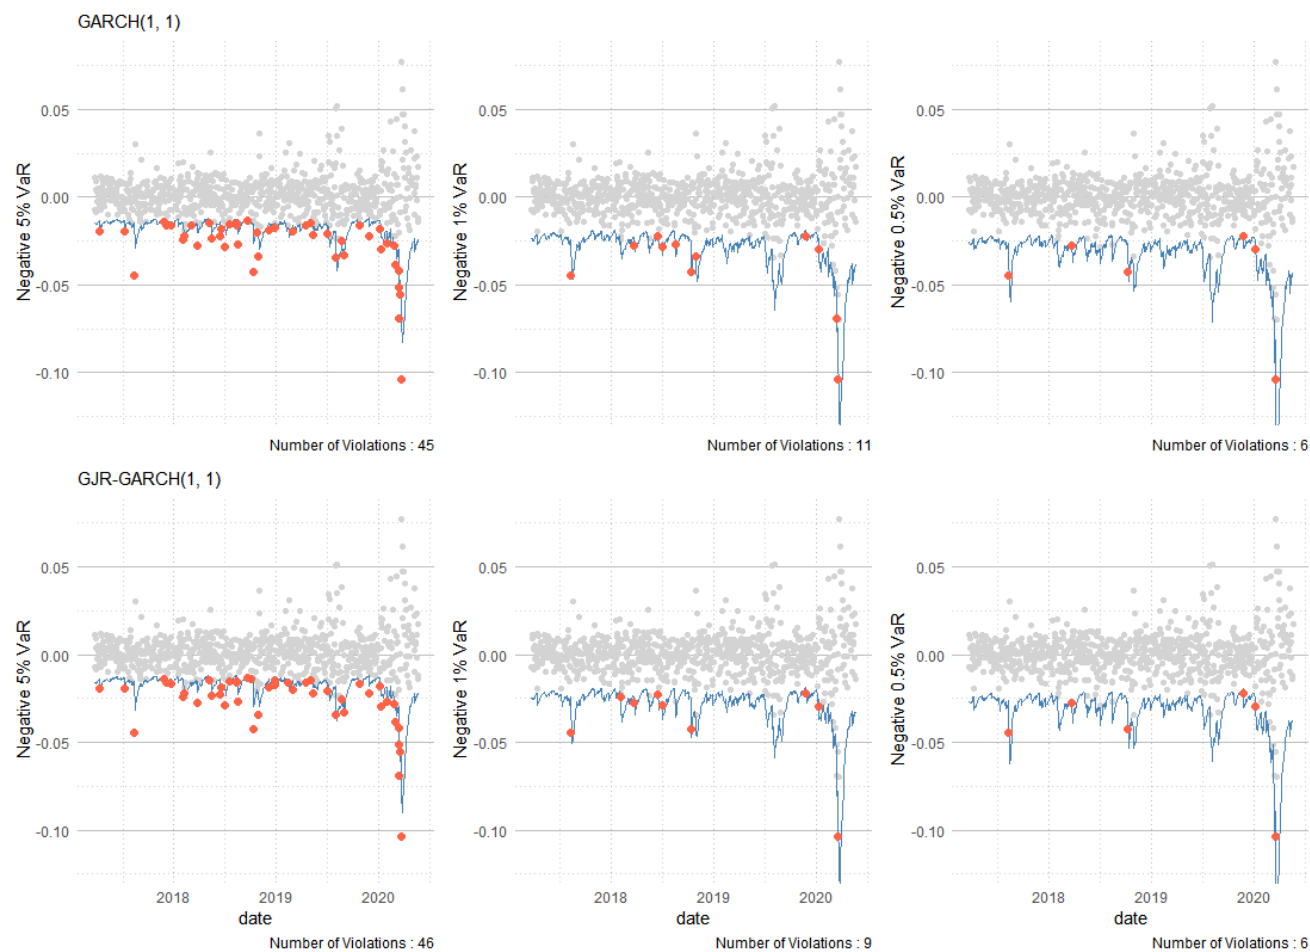 GARCH(1, 1)
Negative 5% VaR
0.05
0.00
-0.05
-0.10
Number of Violations : 45
Negative 1% VaR
0.05
0.00
-0.05
-0.10
Number of Violations : 11
Negative 0.5% VaR
0.05
0.00
-0.05
-0.10
Number of Violations : 6
GJR-GARCH(1, 1)
Negative 5% VaR
0.05
0.00
-0.05
-0.10
2018 2019 2020
date
Number of Violations : 46
Negative 1% VaR
0.05
0.00
-0.05
-0.10
2018 2019 2020
date
Number of Violations : 9
Negative 0.5% VaR
0.05
0.00
-0.05
-0.10
2018 2019 2020
date
Number of Violations : 6